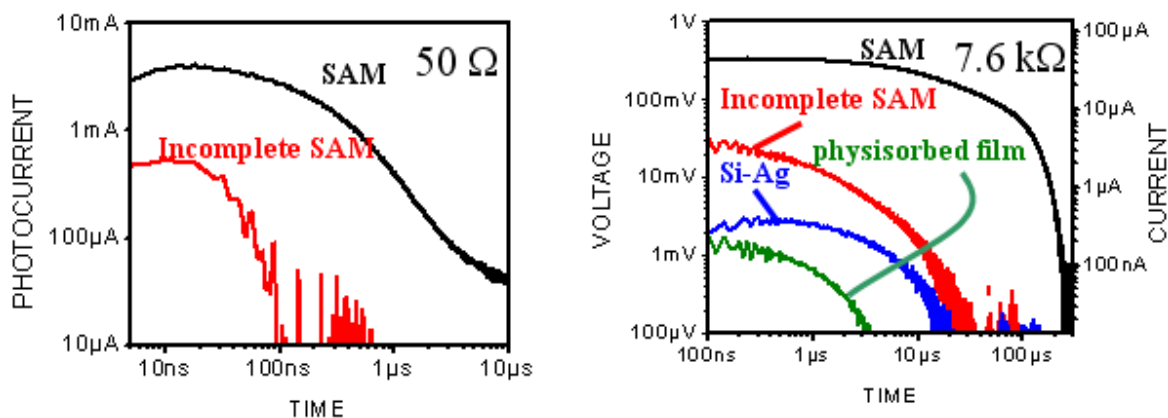 10mA
1mA
100µA
10µA
PHOTOCURRENT
SAM
50 Ω
Incomplete SAM
10ns
100ns
1µs
10µs
TIME
1V
100mV
10mV
1mV
100µV
VOLTAGE
SAM
7.6 kΩ
Incomplete SAM
physisorbed film
Si-Ag
100µA
10µA
1µA
100nA
CURRENT
100ns
1µs
10µs
100µs
TIME